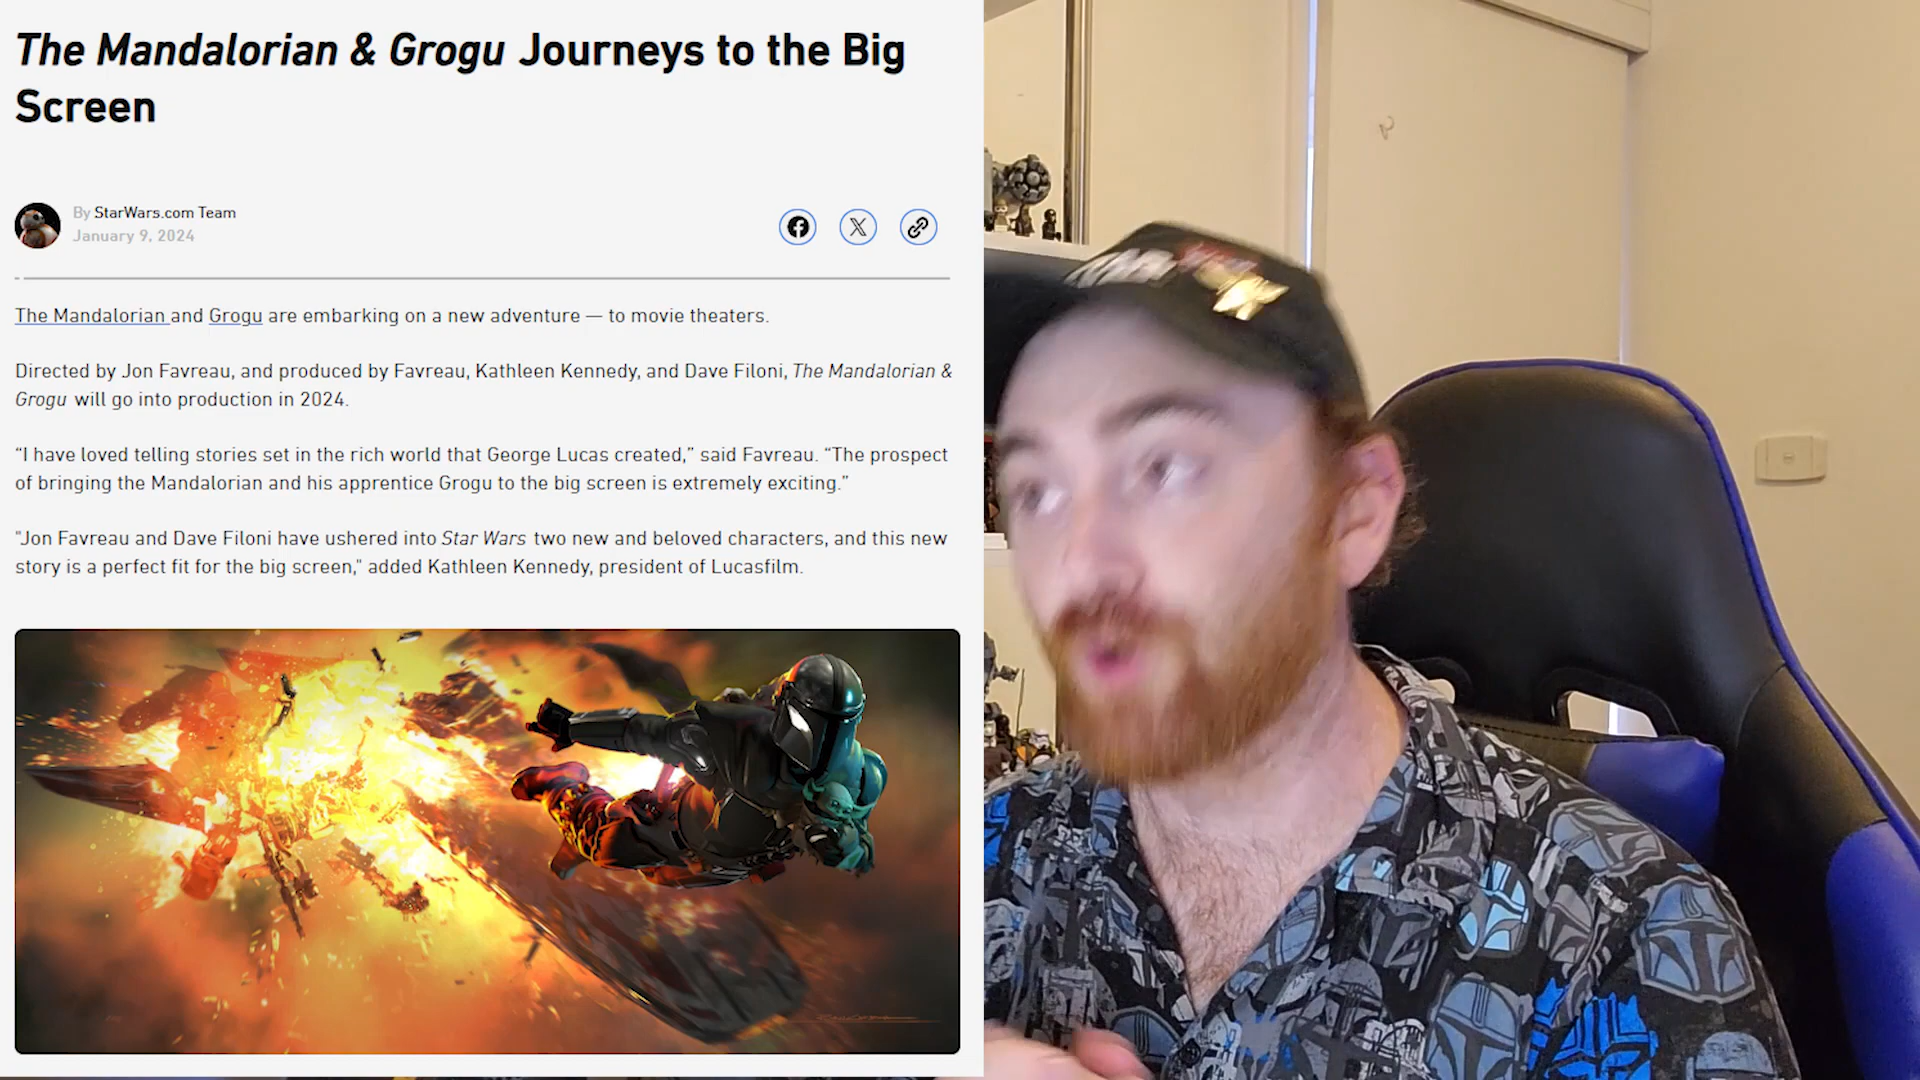 The Mandalorian & Grogu Journeys to the Big
Screen
By StarWars.com Team
January 9, 2024
The Mandalorian and Grogu are embarking on a new adventure — to movie theaters.
Directed by Jon Favreau, and produced by Favreau, Kathleen Kennedy, and Dave Filoni, The Mandalorian &
Grogu will go into production in 2024.
“I have loved telling stories set in the rich world that George Lucas created,” said Favreau. “The prospect
of bringing the Mandalorian and his apprentice Grogu to the big screen is extremely exciting.”
"Jon Favreau and Dave Filoni have ushered into Star Wars two new and beloved characters, and this new
story is a perfect fit for the big screen," added Kathleen Kennedy, president of Lucasfilm.